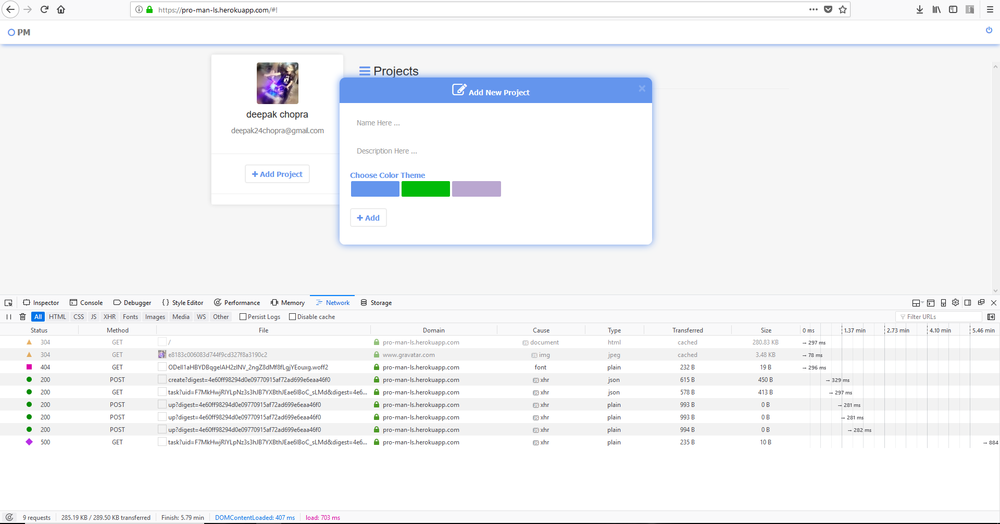 https://pro-man-ls.herokuapp.com/#!
PM
Projects
deepak chopra
deepak24chopra@gmail.com
Add Project
Add New Project
×
Name Here ...
Description Here ...
Choose Color Theme
Add
Inspector Console Debugger Style Editor Performance Memory Network Storage
All HTML CSS JS XHR Fonts Images Media WS Other Persist Logs Disable cache Filter URLs
Status Method File Domain Cause Type Transferred Size 0 ms 1.37 min 2.73 min 4.10 min 5.46 min
304 GET / pro-man-ls.herokuapp.com JS document html cached 280.83 KB → 297 ms
304 GET e8183c006083d744f9cd327f8a3190c2 www.gravatar.com JS img jpeg cached 3.48 KB → 78 ms
404 GET ODelI1aHBYDBqgeIAH2zlNV_2ngZ8dMf8fLgjYEouxg.woff2 pro-man-ls.herokuapp.com font plain 232 B 19 B → 296 ms
200 POST create?digest=4e60ff98294d0e09770915af72ad699e6eaa46f0 pro-man-ls.herokuapp.com JS xhr json 615 B 450 B → 329 ms
200 GET task?uid=F7MkHwjRIYLpNz3s3hJB7YXBthJEae6lBoC_sLMd&digest=4e6... pro-man-ls.herokuapp.com JS xhr json 578 B 413 B → 297 ms
200 POST up?digest=4e60ff98294d0e09770915af72ad699e6eaa46f0 pro-man-ls.herokuapp.com JS xhr plain 993 B 0 B → 281 ms
200 POST up?digest=4e60ff98294d0e09770915af72ad699e6eaa46f0 pro-man-ls.herokuapp.com JS xhr plain 993 B 0 B → 281 ms
200 POST up?digest=4e60ff98294d0e09770915af72ad699e6eaa46f0 pro-man-ls.herokuapp.com JS xhr plain 994 B 0 B → 282 ms
500 GET task?uid=F7MkHwjRIYLpNz3s3hJB7YXBthJEae6lBoC_sLMd&digest=4e6... pro-man-ls.herokuapp.com JS xhr plain 235 B 10 B → 884
9 requests 285.19 KB / 289.50 KB transferred Finish: 5.79 min DOMContentLoaded: 407 ms load: 703 ms